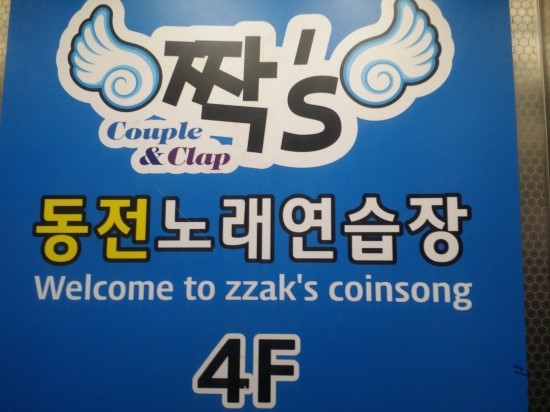 짝's
Couple
& Clap
동전노래연습장
Welcome to zzak's coinsong
4F